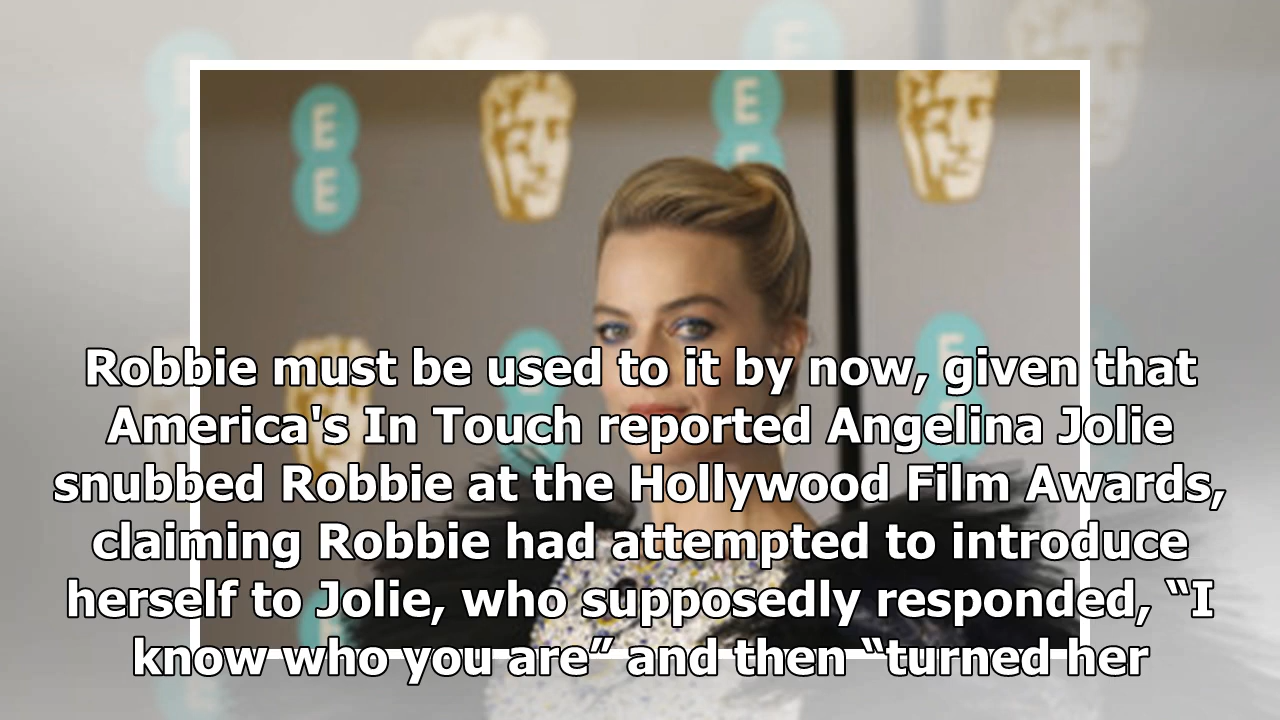 E E
E E
E
E
E
E
E
Robbie must be used to it by now, given that
America's In Touch reported Angelina Jolie
snubbed Robbie at the Hollywood Film Awards,
claiming Robbie had attempted to introduce
herself to Jolie, who supposedly responded, “I
know who you are” and then “turned her